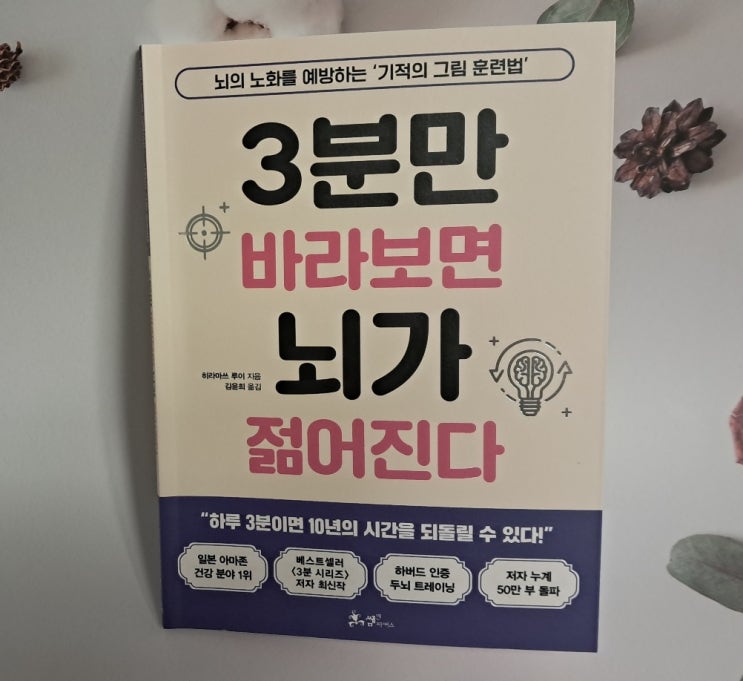 뇌의 노화를 예방하는 '기적의 그림 훈련법'
3분만
바라보면
뇌가
젊어진다
히라마쓰 루이 지음
김윤희 옮김
"하루 3분이면 10년의 시간을 되돌릴 수 있다!"
일본 아마존
건강 분야 1위
베스트셀러
〈3분 시리즈〉
저자 최신작
하버드 인증
두뇌 트레이닝
저자 누계
50만 부 돌파
쌤앤파커스